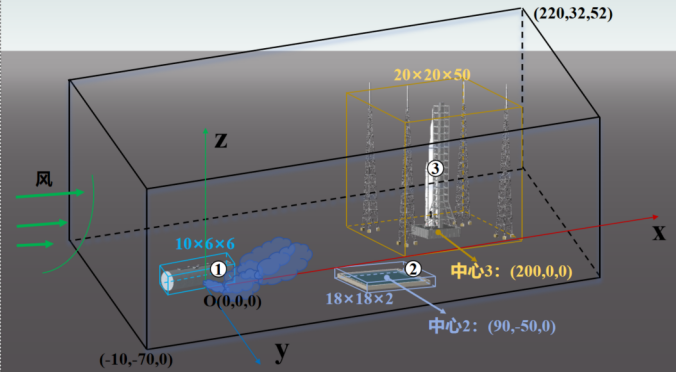 (220,32,52)
20×20×50
z
风
③
x
10×6×6
①
②
中心3：(200,0,0)
O(0,0,0)
18×18×2
中心2：(90,-50,0)
y
(-10,-70,0)